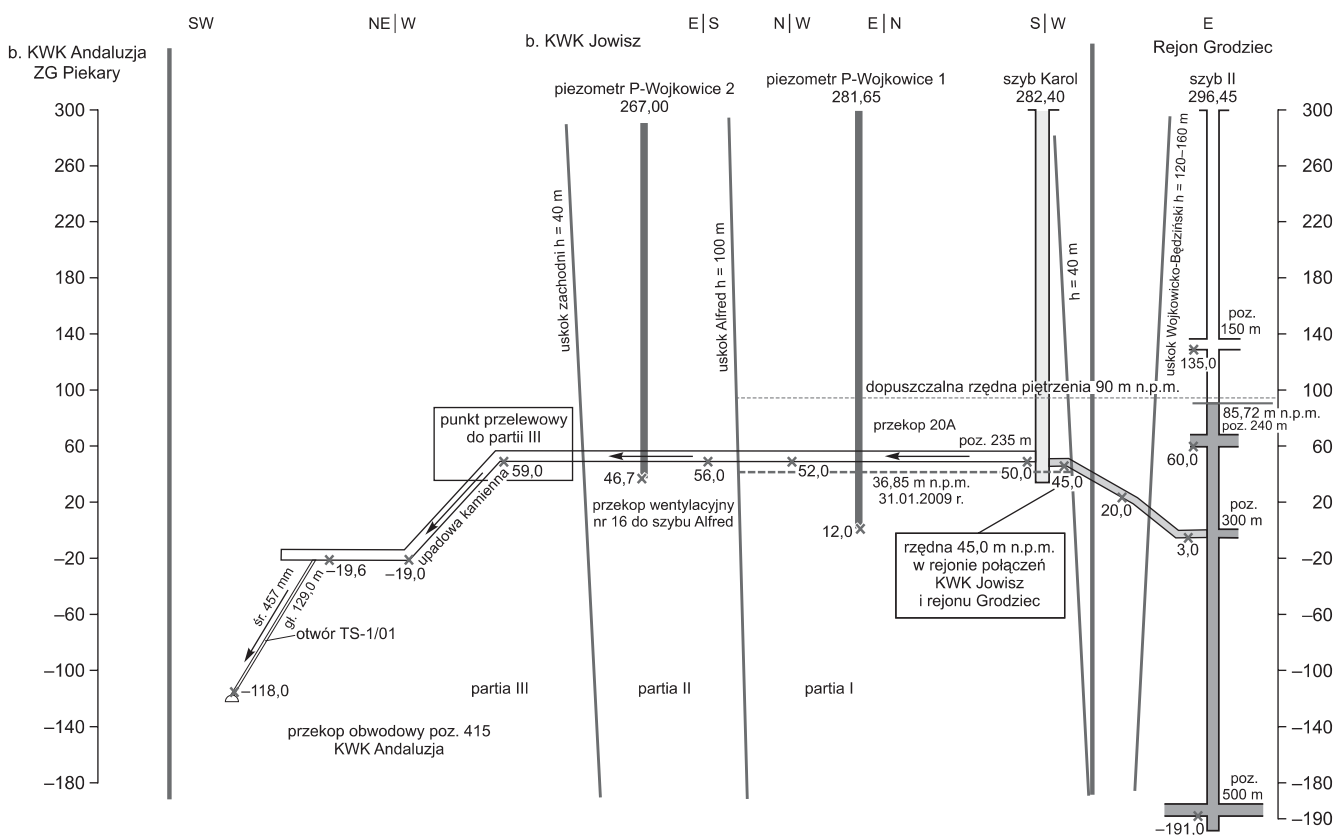 SW
NE
W
E
S
N
W
E
N
S
W
E
b. KWK Andaluzja
ZG Piekary
b. KWK Jowisz
Rejon Grodziec
piezometr P-Wojkowice 2
267,00
piezometr P-Wojkowice 1
281,65
szyb Karol
282,40
szyb II
296,45
300
260
220
180
140
100
60
20
–20
–60
–100
–140
–180
300
260
220
180
140
100
60
20
–20
–60
–100
–140
–180
–190
uskok zachodni h = 40 m
uskok Alfred h = 100 m
h = 40 m
uskok Wojkowicko-Będziński h = 120–160 m
poz.
150 m
135,0
dopuszczalna rzędna piętrzenia 90 m n.p.m.
85,72 m n.p.m.
poz. 240 m
60,0
punkt przelewowy
do partii III
59,0
46,7
56,0
52,0
przekop 20A
poz. 235 m
50,0
45,0
36,85 m n.p.m.
31.01.2009 r.
20,0
poz.
300 m
3,0
przekop wentylacyjny
nr 16 do szybu Alfred
12,0
rzędna 45,0 m n.p.m.
w rejonie połączeń
KWK Jowisz
i rejonu Grodziec
upadowa kamienna
–19,6
–19,0
śr. 457 mm
gł. 129,0 m
otwór TS-1/01
–118,0
partia III
partia II
partia I
przekop obwodowy poz. 415
KWK Andaluzja
poz.
500 m
–191,0